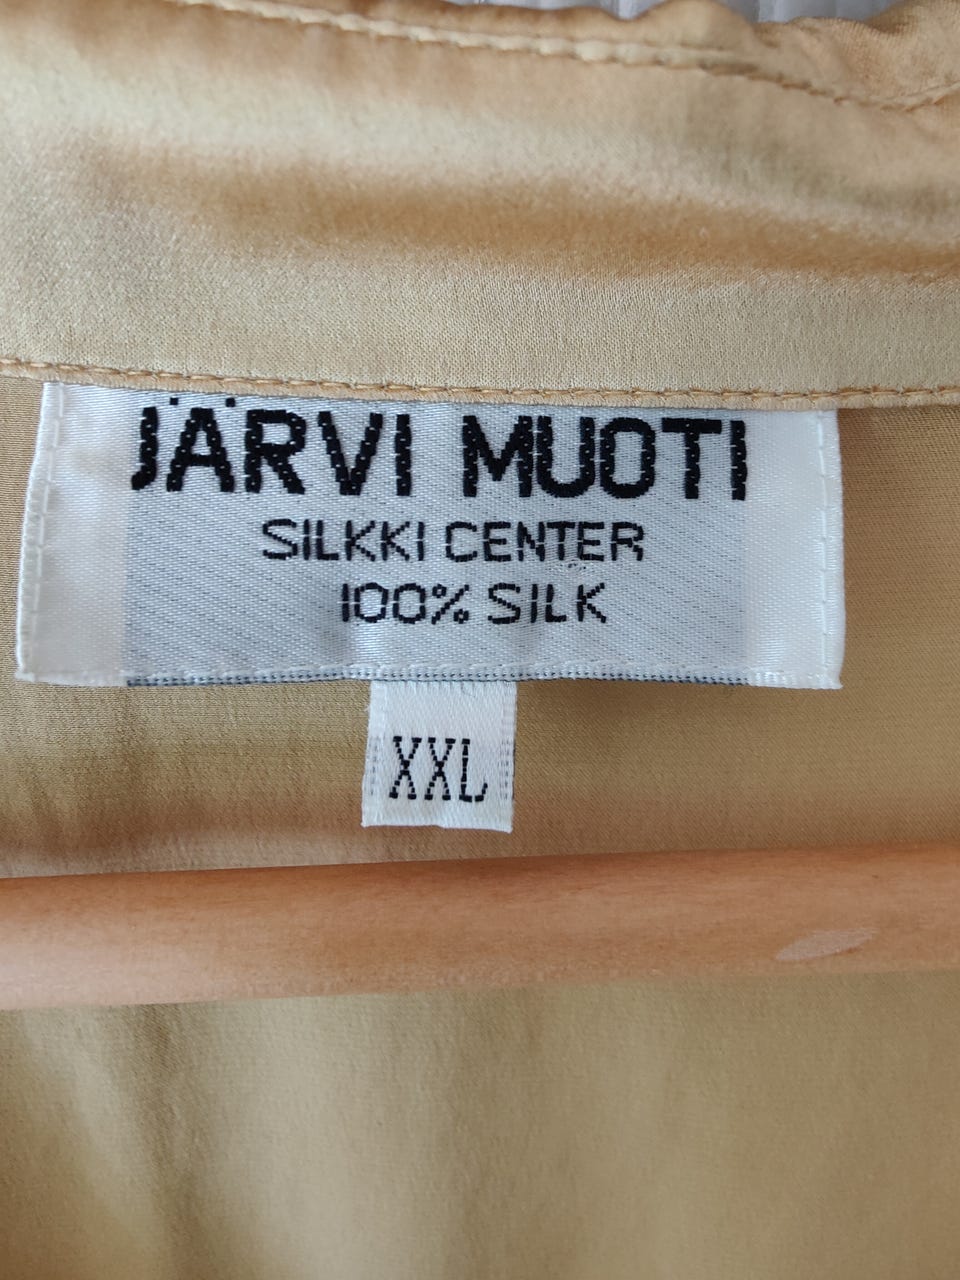 JÄRVI MUOTI
SILKKI CENTER
100% SILK
XXL